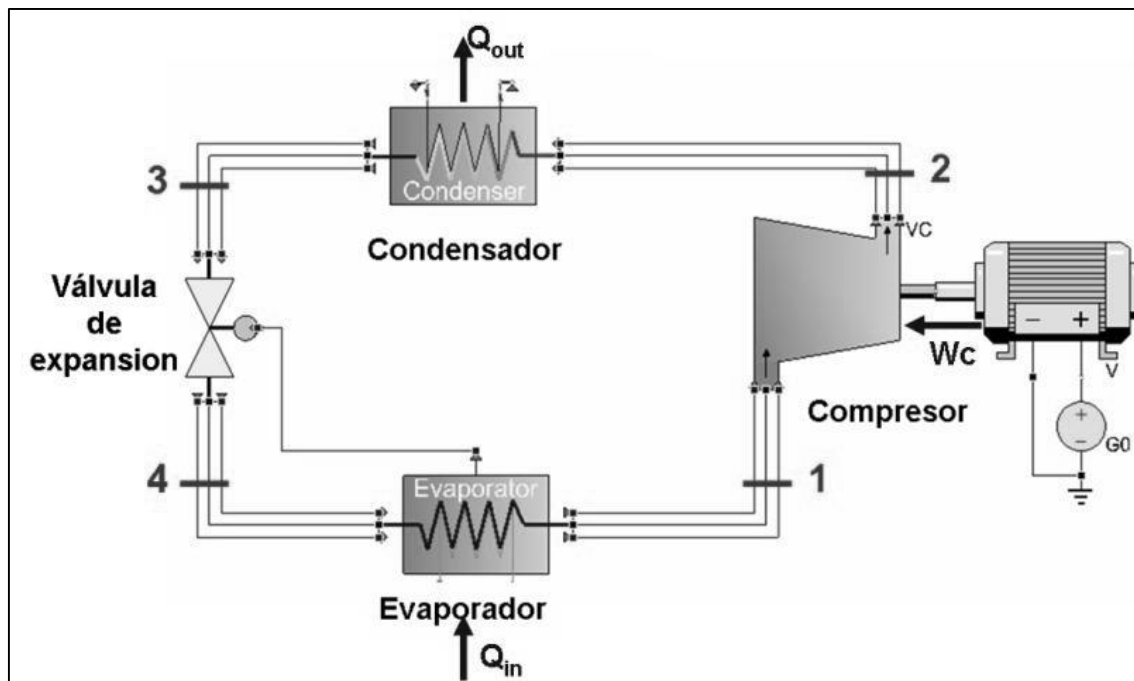 Qout
Condenser
Condensador
3
2
VC
Válvula
de
expansion
Wc
− +
V
Compresor
+
−
G0
4
1
Evaporator
Evaporador
Qin